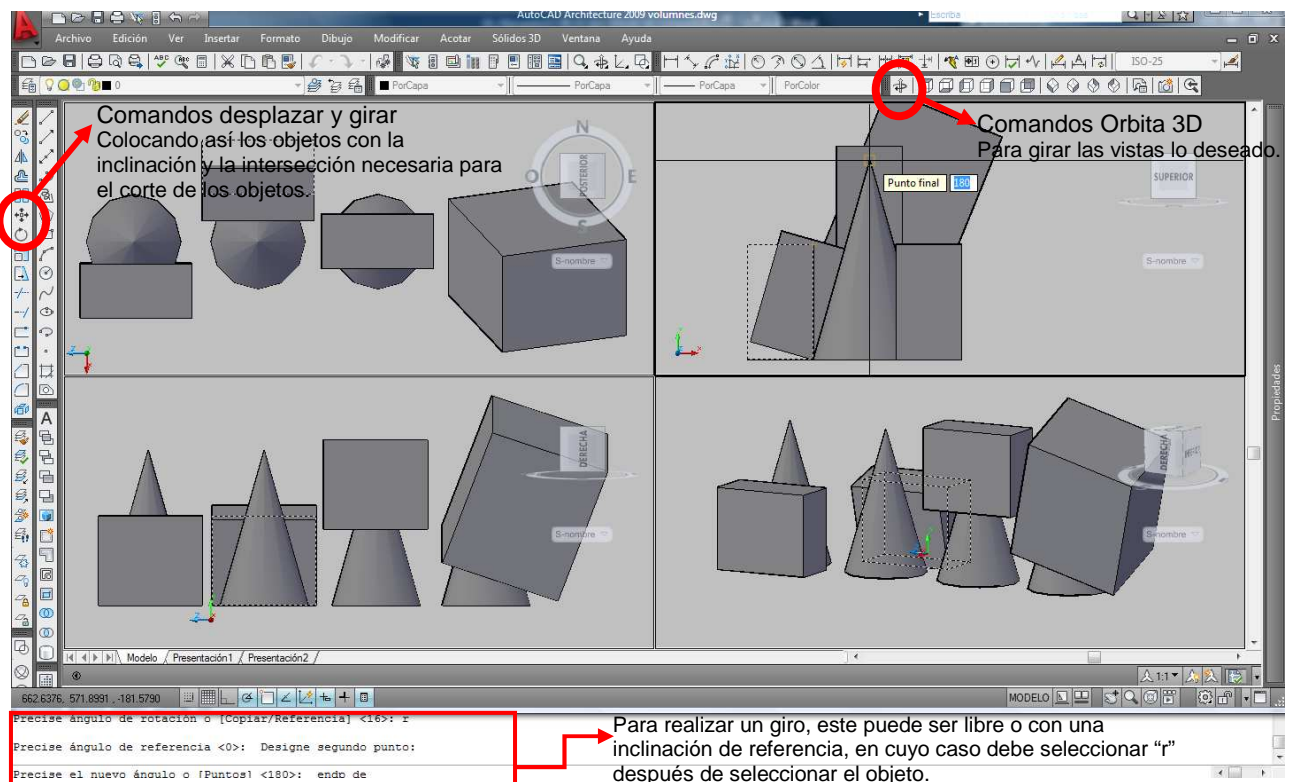 AutoCAD Architecture 2009 volumnes.dwg
Escriba
Archivo Edición Ver Insertar Formato Dibujo Modificar Acotar Sólidos 3D Ventana Ayuda
ISO-25
0
PorCapa
PorCapa
PorCapa
PorColor
Comandos desplazar y girar
Colocando así los objetos con la
inclinación y la intersección necesaria para
el corte de los objetos.
N
O
POSTERIOR
E
S
S-nombre
Comandos Orbita 3D
Para girar las vistas lo deseado.
Punto final 180
SUPERIOR
S-nombre
Propiedades
DERECHA
S-nombre
DERECHA
S-nombre
Modelo Presentación1 Presentación2
1:1
662.6376, 571.8991 , -181.5790
MODELO
Precise ángulo de rotación o [Copiar/Referencia] <16>: r
Precise ángulo de referencia <0>: Designe segundo punto:
Precise el nuevo ángulo o [Puntos] <180>: endp de
Para realizar un giro, este puede ser libre o con una
inclinación de referencia, en cuyo caso debe seleccionar “r”
después de seleccionar el objeto.